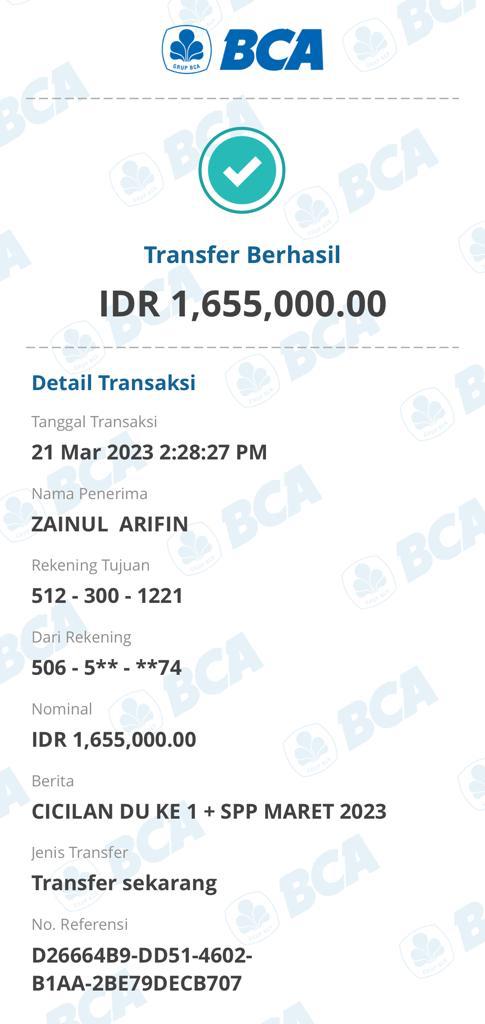 GRUP BCA
BCA
Transfer Berhasil
IDR 1,655,000.00
Detail Transaksi
Tanggal Transaksi
21 Mar 2023 2:28:27 PM
Nama Penerima
ZAINUL  ARIFIN
Rekening Tujuan
512 - 300 - 1221
Dari Rekening
506 - 5** - **74
Nominal
IDR 1,655,000.00
Berita
CICILAN DU KE 1 + SPP MARET 2023
Jenis Transfer
Transfer sekarang
No. Referensi
D26664B9-DD51-4602-
B1AA-2BE79DECB707